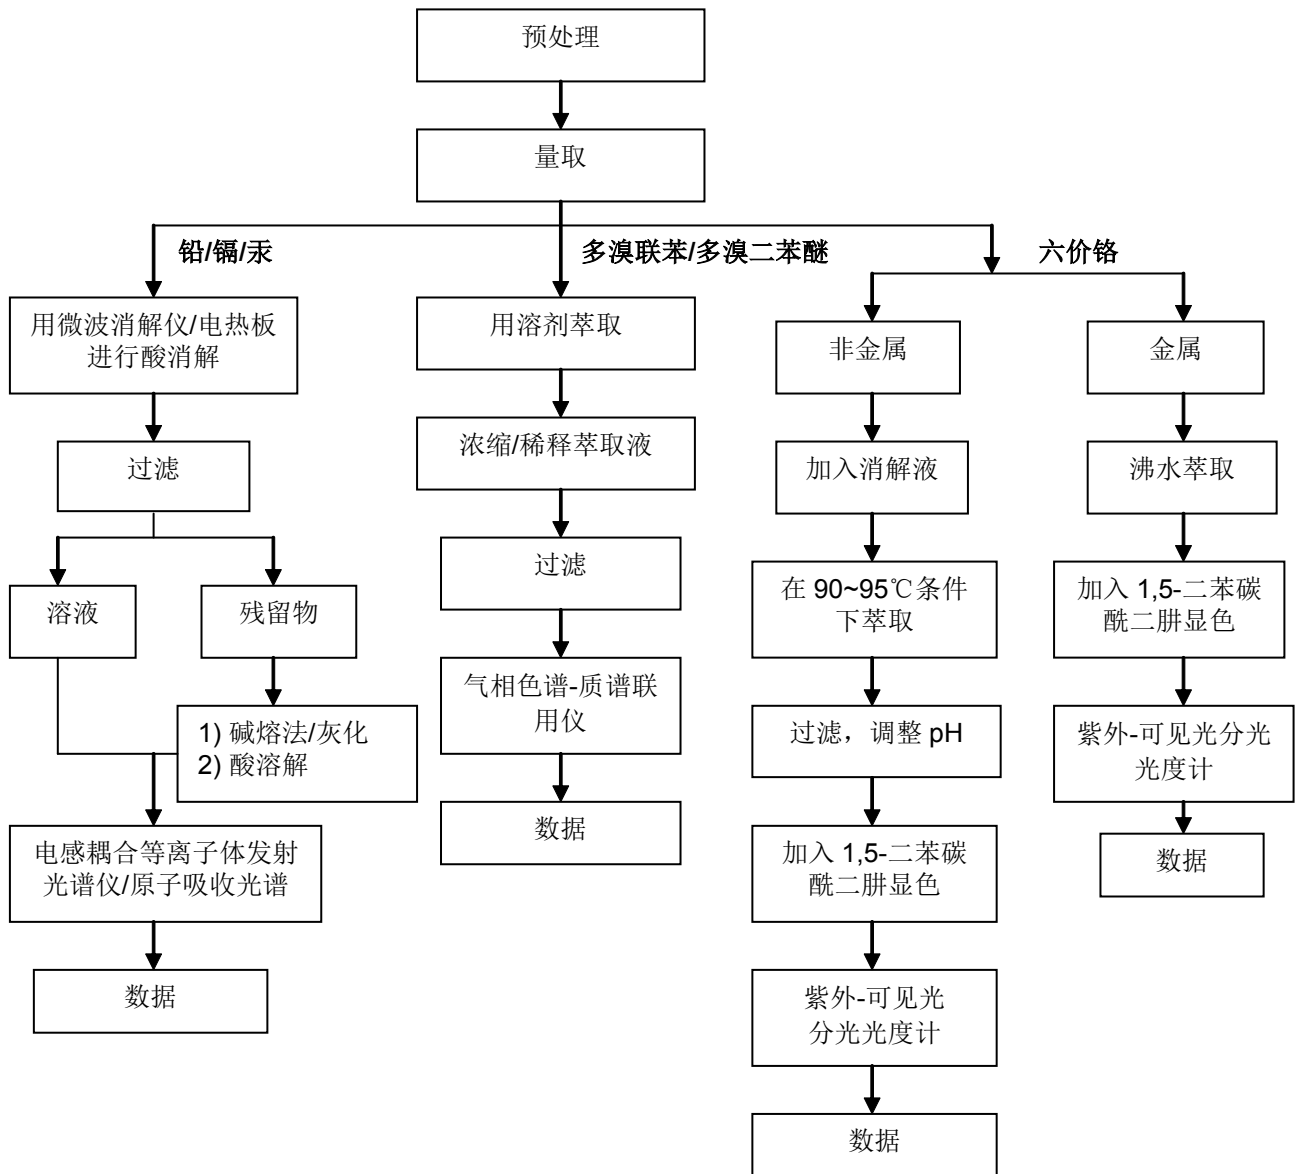 预处理
量取
铅/镉/汞
多溴联苯/多溴二苯醚
六价铬
用微波消解仪/电热板
进行酸消解
过滤
溶液
残留物
1) 碱熔法/灰化
2) 酸溶解
电感耦合等离子体发射
光谱仪/原子吸收光谱
数据
用溶剂萃取
浓缩/稀释萃取液
过滤
气相色谱-质谱联
用仪
数据
非金属
加入消解液
在 90~95℃条件
下萃取
过滤，调整 pH
加入 1,5-二苯碳
酰二肼显色
紫外-可见光
分光光度计
数据
金属
沸水萃取
加入 1,5-二苯碳
酰二肼显色
紫外-可见光分光
光度计
数据